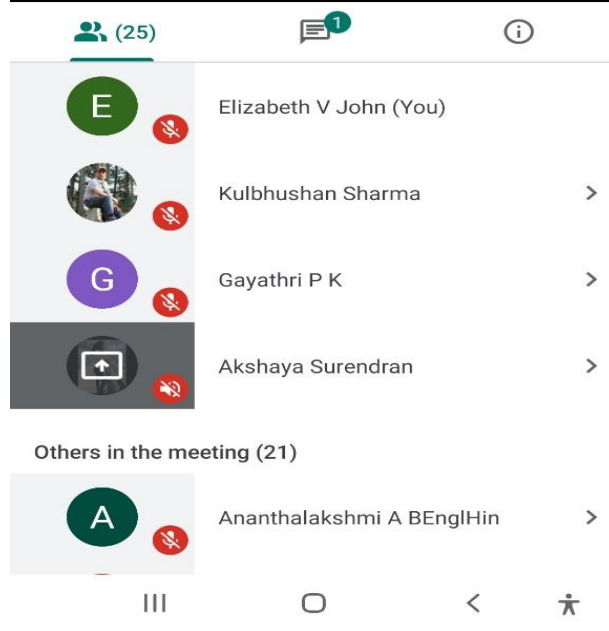 (25)
1
E
Elizabeth V John (You)
Kulbhushan Sharma
G
Gayathri P K
Akshaya Surendran
Others in the meeting (21)
A
Ananthalakshmi A BEnglHin